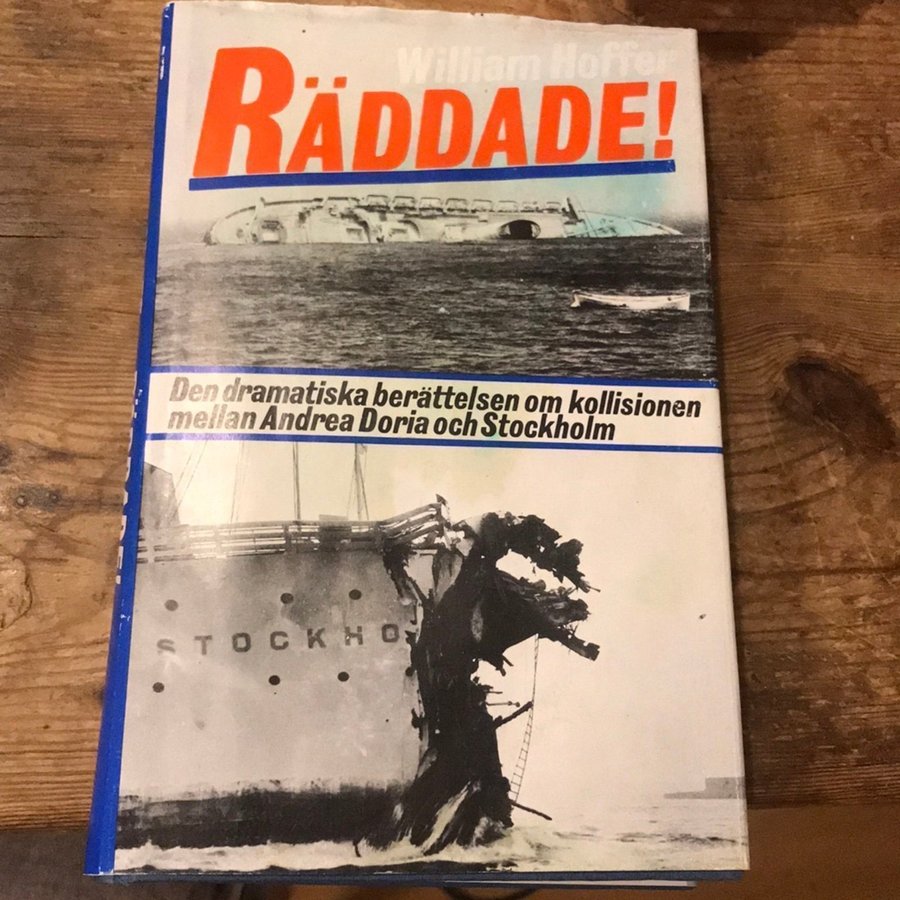 William Hoffer
RÄDDADE!
Den dramatiska berättelsen om kollisionen
mellan Andrea Doria och Stockholm
STOCKHO